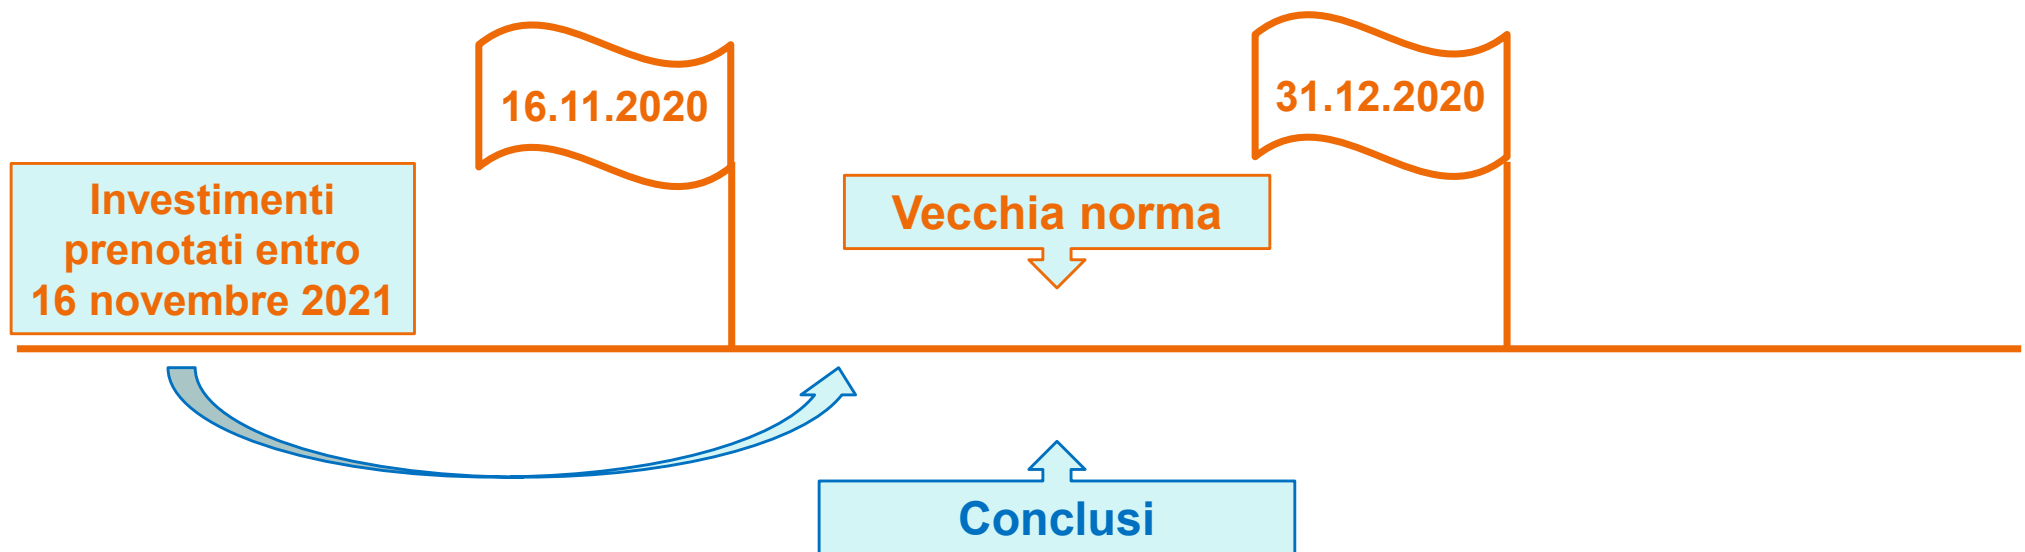 16.11.2020
31.12.2020
Investimenti
prenotati entro
16 novembre 2021
Vecchia norma
Conclusi